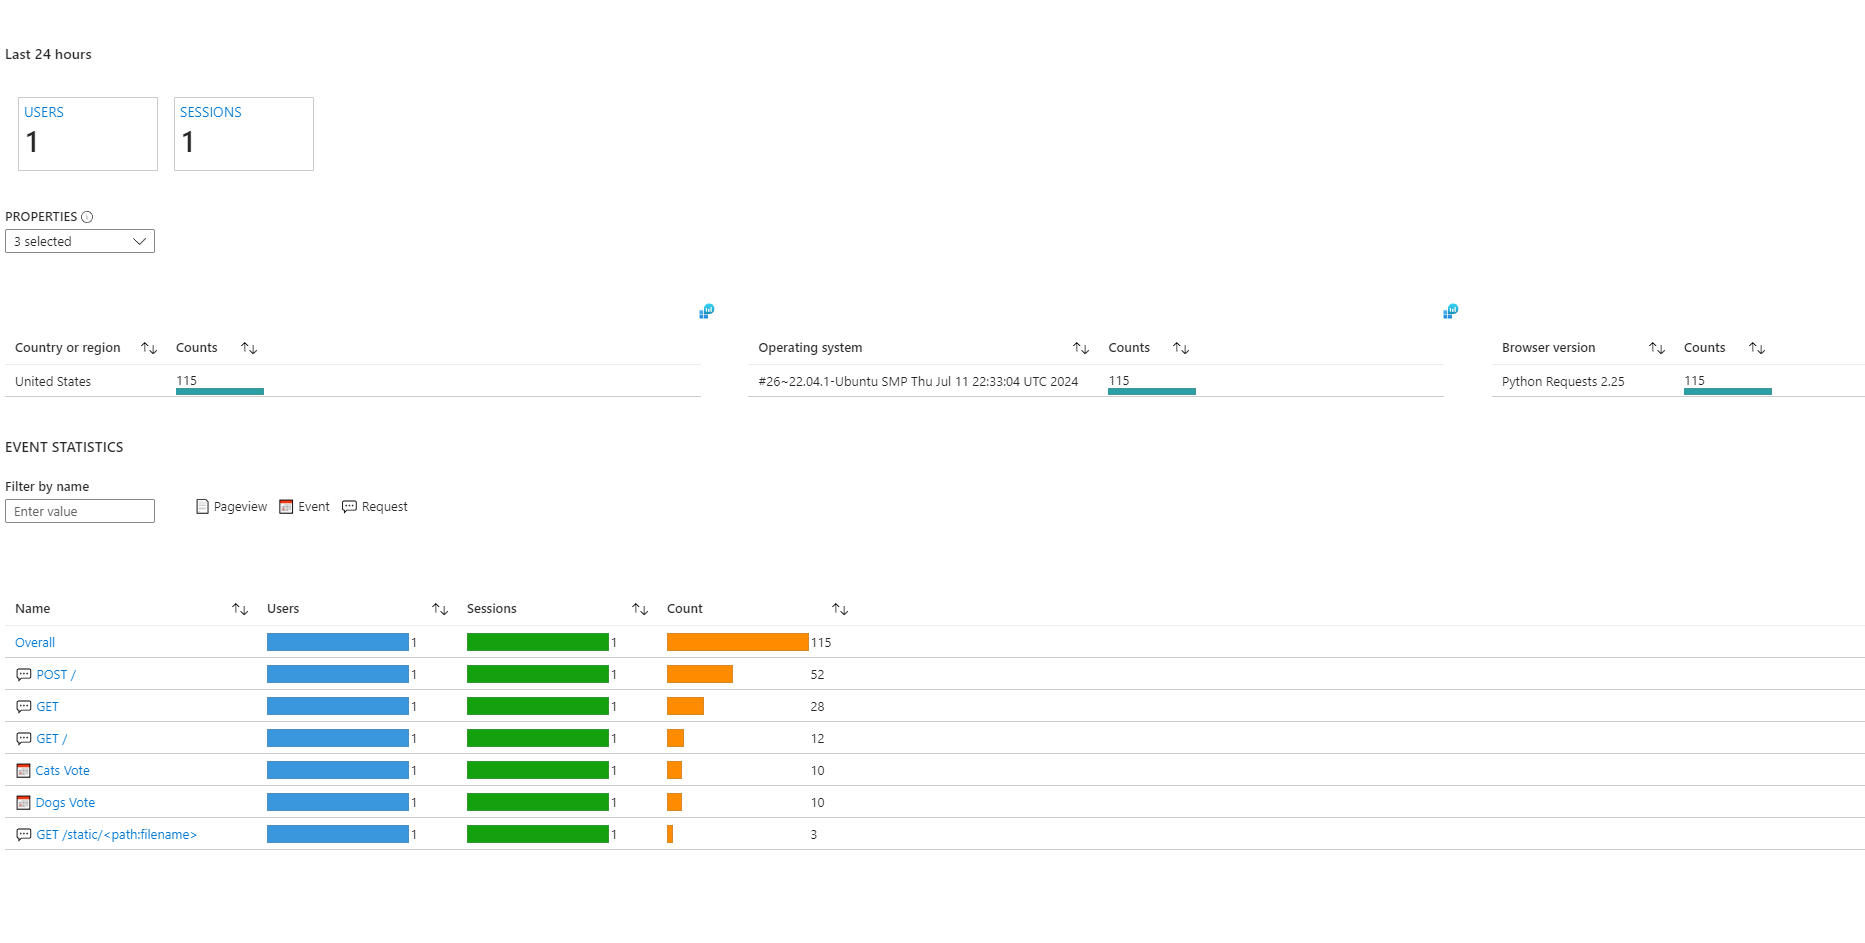 Last 24 hours
USERS SESSIONS
1 1
PROPERTIES
3 selected
Country or region Counts Operating system Counts Browser version Counts
United States 115 #26~22.04.1-Ubuntu SMP Thu Jul 11 22:33:04 UTC 2024 115 Python Requests 2.25 115
EVENT STATISTICS
Filter by name
Enter value Pageview Event Request
Name Users Sessions Count
Overall 1 1 115
POST / 1 1 52
GET 1 1 28
GET / 1 1 12
Cats Vote 1 1 10
Dogs Vote 1 1 10
GET /static/<path:filename> 1 1 3